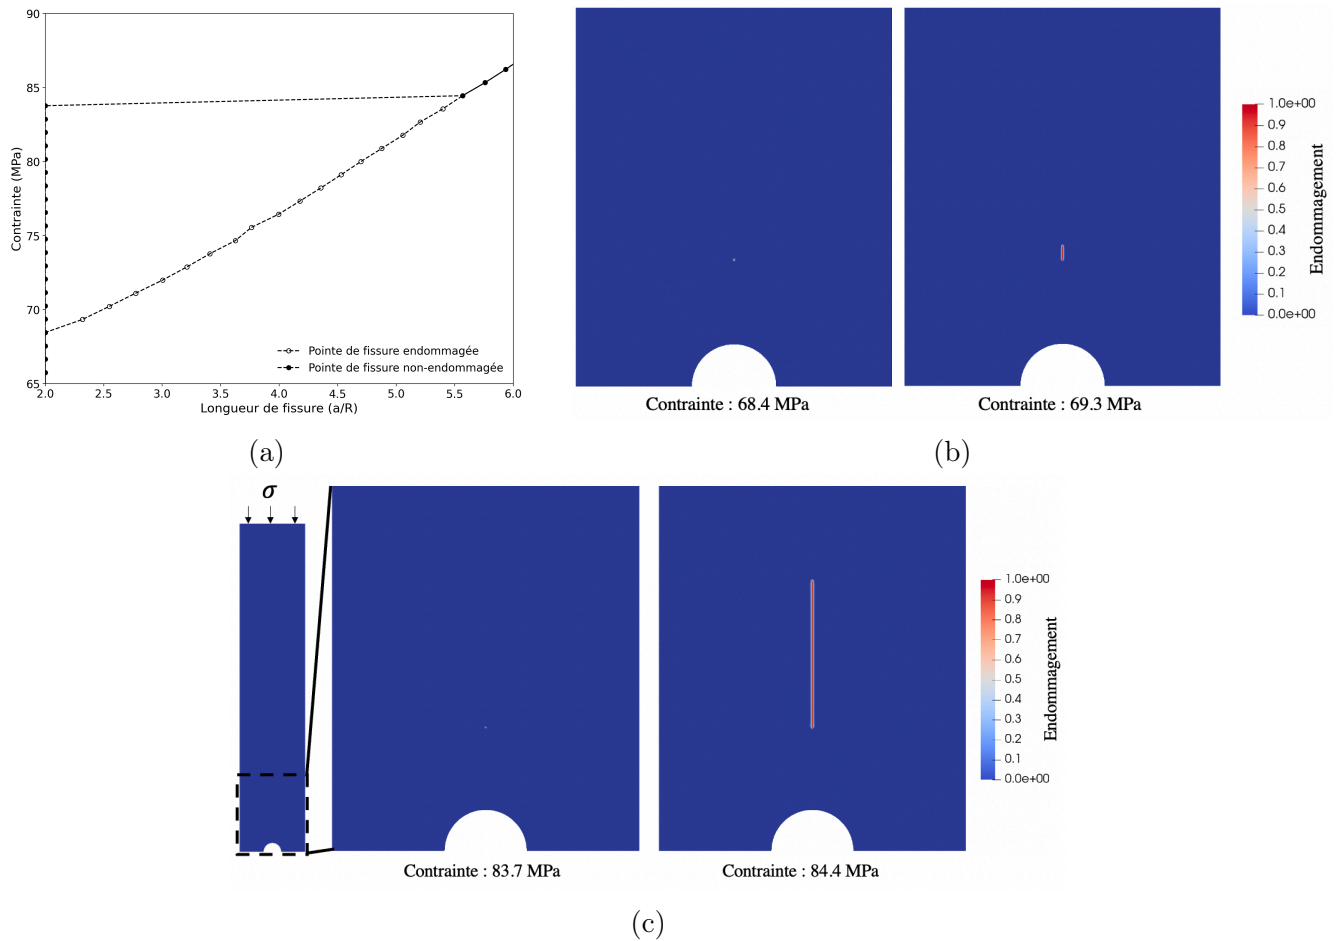 90
85
80
75
70
65
Contrainte (MPa)
2.0 2.5 3.0 3.5 4.0 4.5 5.0 5.5 6.0
Longueur de fissure (a/R)
Pointe de fissure endommagée
Pointe de fissure non-endommagée
(a)
Contrainte : 68.4 MPa
Contrainte : 69.3 MPa
1.0e+00
0.9
0.8
0.7
0.6
0.5
0.4
0.3
0.2
0.1
0.0e+00
Endommagement
(b)
σ
Contrainte : 83.7 MPa
Contrainte : 84.4 MPa
1.0e+00
0.9
0.8
0.7
0.6
0.5
0.4
0.3
0.2
0.1
0.0e+00
Endommagement
(c)